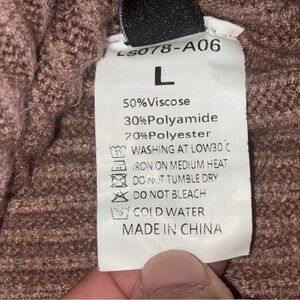 LS078-A06
L
50%Viscose
30%Polyamide
20%Polyester
WASHING AT LOW30℃
IRON ON MEDIUM HEAT
DO NOT TUMBLE DRY
DO NOT BLEACH
COLD WATER
MADE IN CHINA